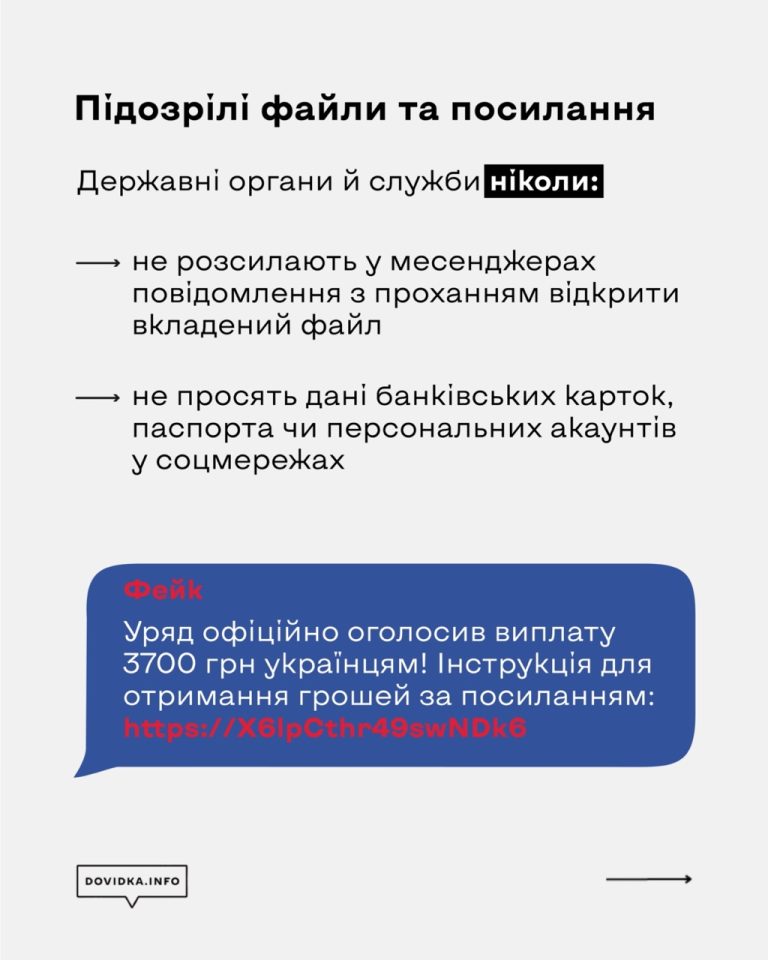 Підозрілі файли та посилання
Державні органи й служби ніколи:
не розсилають у месенджерах
повідомлення з проханням відкрити
вкладений файл
не просять дані банківських карток,
паспорта чи персональних акаунтів
у соцмережах
Фейк
Уряд офіційно оголосив виплату
3700 грн українцям! Інструкція для
отримання грошей за посиланням:
https://X6lpCthr49swNDk6
DOVIDKA.INFO